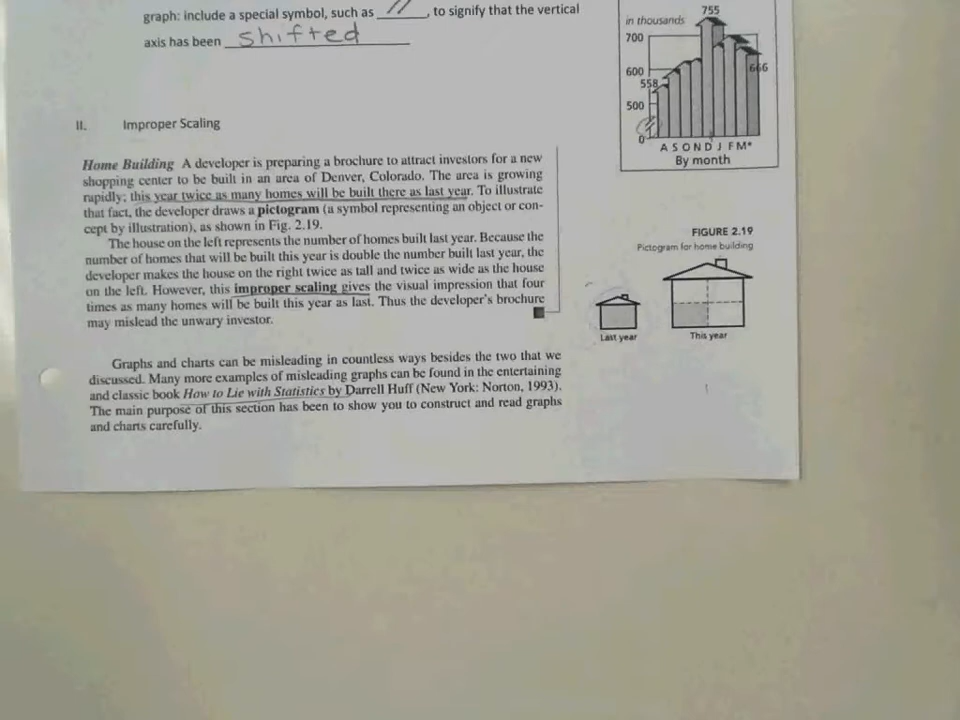 graph: include a special symbol, such as //, to signify that the vertical
axis has been shifted
in thousands
755
700
600
558
666
500
0
A S O N D J F M*
By month
II. Improper Scaling
Home Building A developer is preparing a brochure to attract investors for a new
shopping center to be built in an area of Denver, Colorado. The area is growing
rapidly; this year twice as many homes will be built there as last year. To illustrate
that fact, the developer draws a pictogram (a symbol representing an object or con-
cept by illustration), as shown in Fig. 2.19.
The house on the left represents the number of homes built last year. Because the
number of homes that will be built this year is double the number built last year, the
developer makes the house on the right twice as tall and twice as wide as the house
on the left. However, this improper scaling gives the visual impression that four
times as many homes will be built this year as last. Thus the developer's brochure
may mislead the unwary investor.
FIGURE 2.19
Pictogram for home building
Last year
This year
Graphs and charts can be misleading in countless ways besides the two that we
discussed. Many more examples of misleading graphs can be found in the entertaining
and classic book How to Lie with Statistics by Darrell Huff (New York: Norton, 1993).
The main purpose of this section has been to show you to construct and read graphs
and charts carefully.